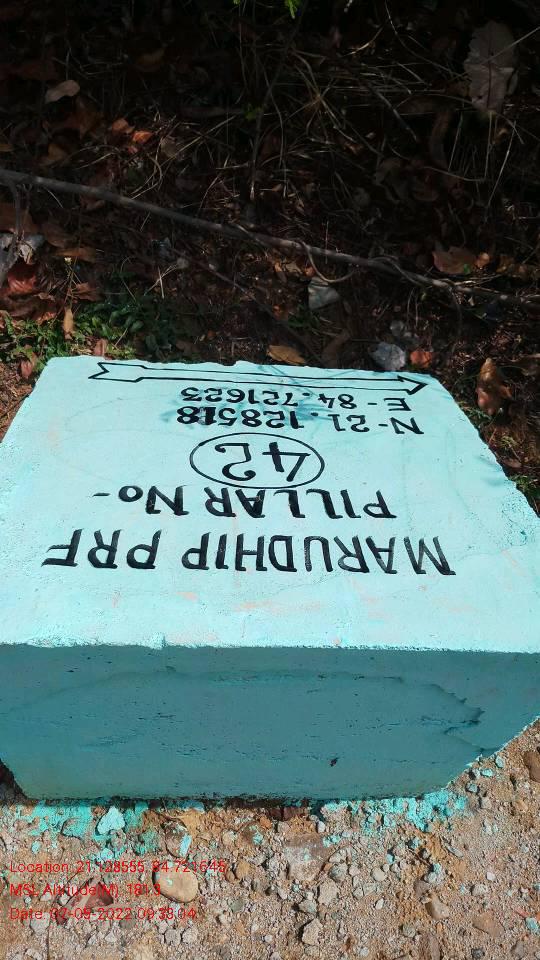 MARUDHIP PRF
PILLAR No-
42
N-21.128518
E-84.721623
Location: 21.128555, 84.721645
MSL Altitude(M): 181.3
Date: 07-09-2022 09:38:04